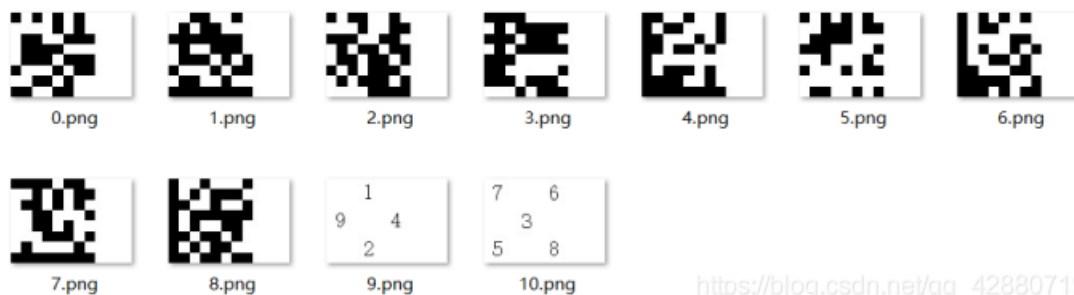 0.png 1.png 2.png 3.png 4.png 5.png 6.png
1
9 4
2
7 6
3
5 8
7.png 8.png 9.png 10.png
https://blog.csdn.net/qq_4288071